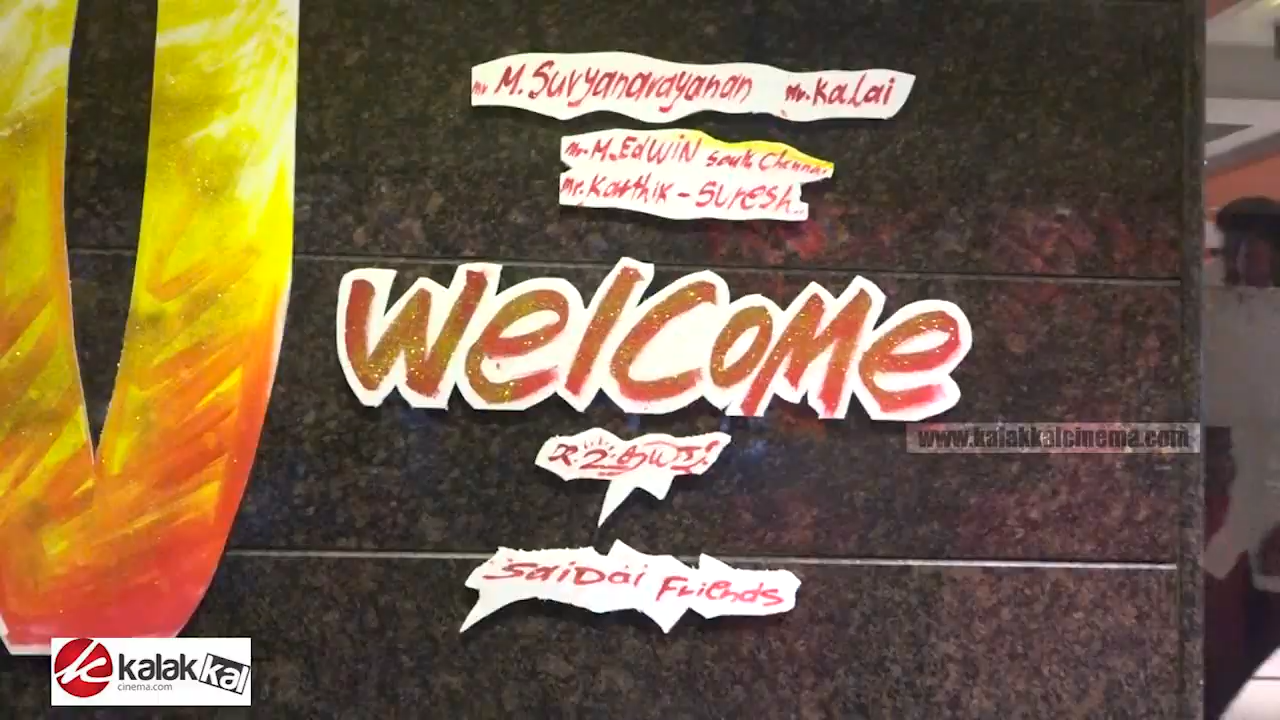 Mr M. Suryanarayanan Mr. Kalai
Mr. M. EdWiN South Chennai
Mr. Karthik - Suresh..
WelCoMe
www.kalakkalcinema.com
SaiDai Friends
kalakkal
cinema.com